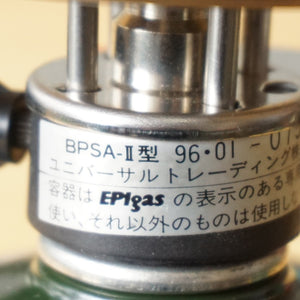 BPSA-Ⅱ型 96・01 - 01
ユニバーサルトレーディング
容器は EPIgas の表示のある
使い、それ以外のものは使用し